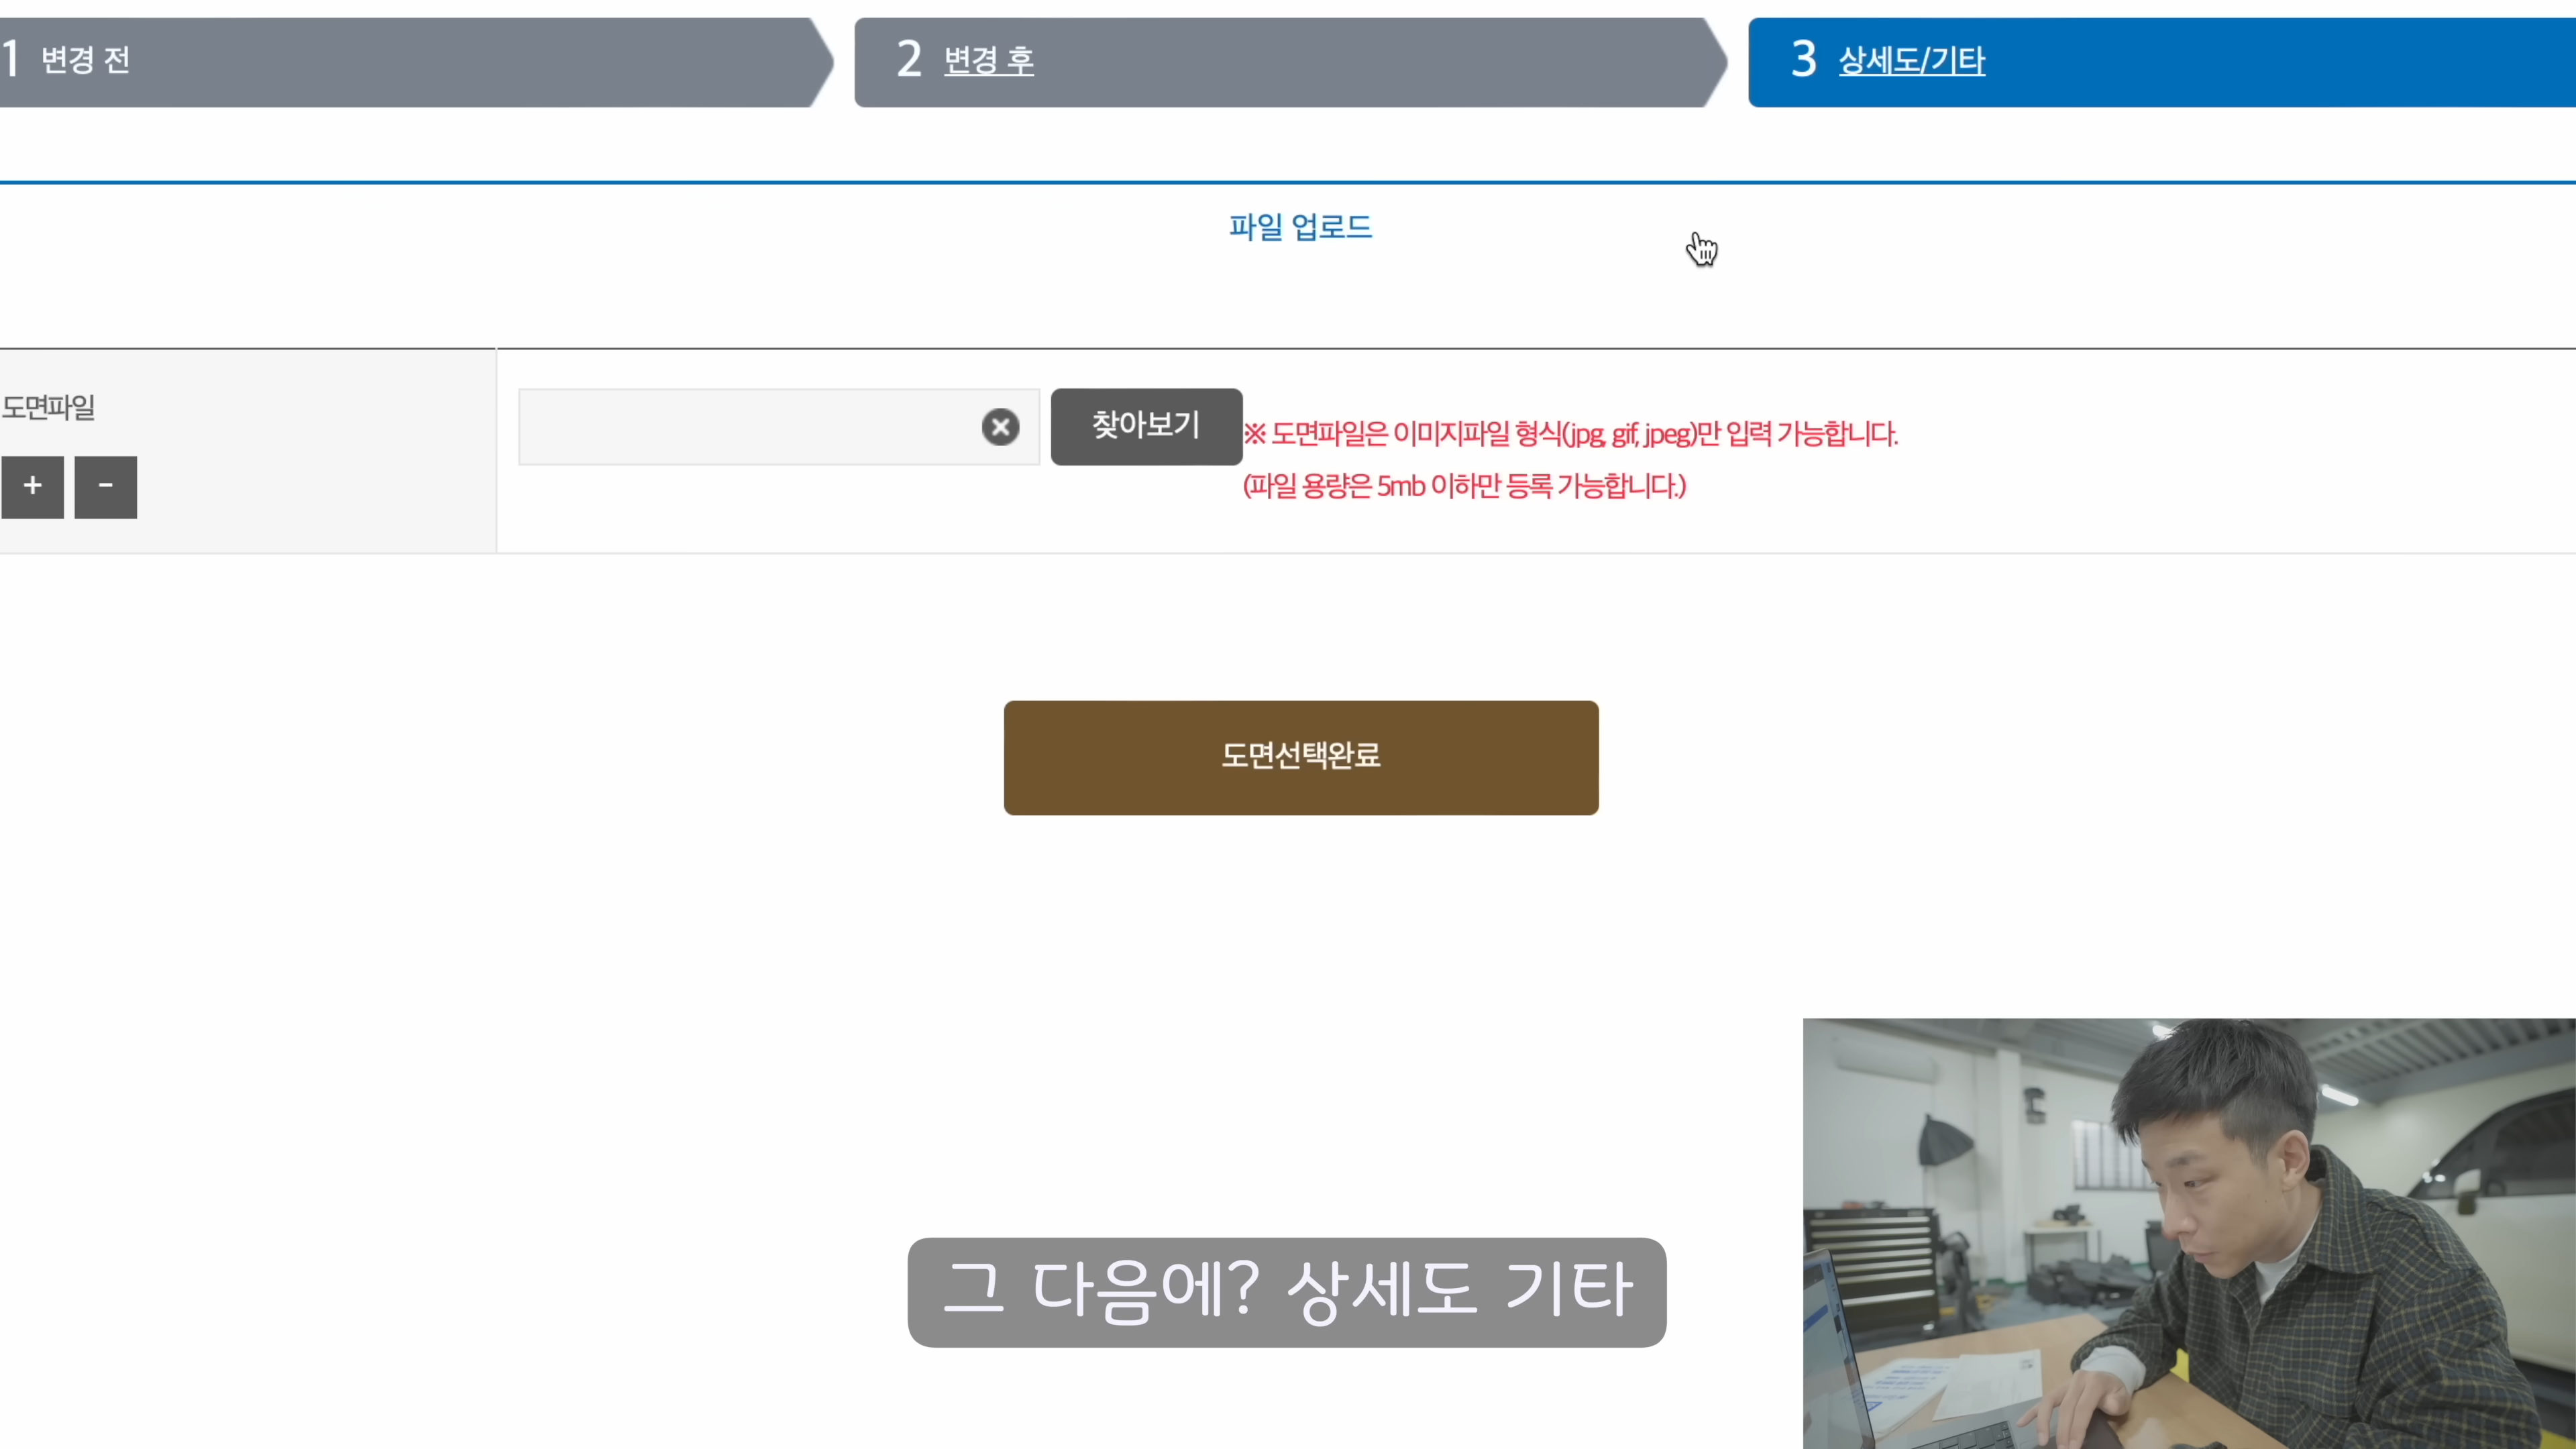 1 변경 전
2 변경 후
3 상세도/기타
파일 업로드
도면파일
+ -
찾아보기
※ 도면파일은 이미지파일 형식(jpg, gif, jpeg)만 입력 가능합니다.
(파일 용량은 5mb 이하만 등록 가능합니다.)
도면선택완료
그 다음에? 상세도 기타